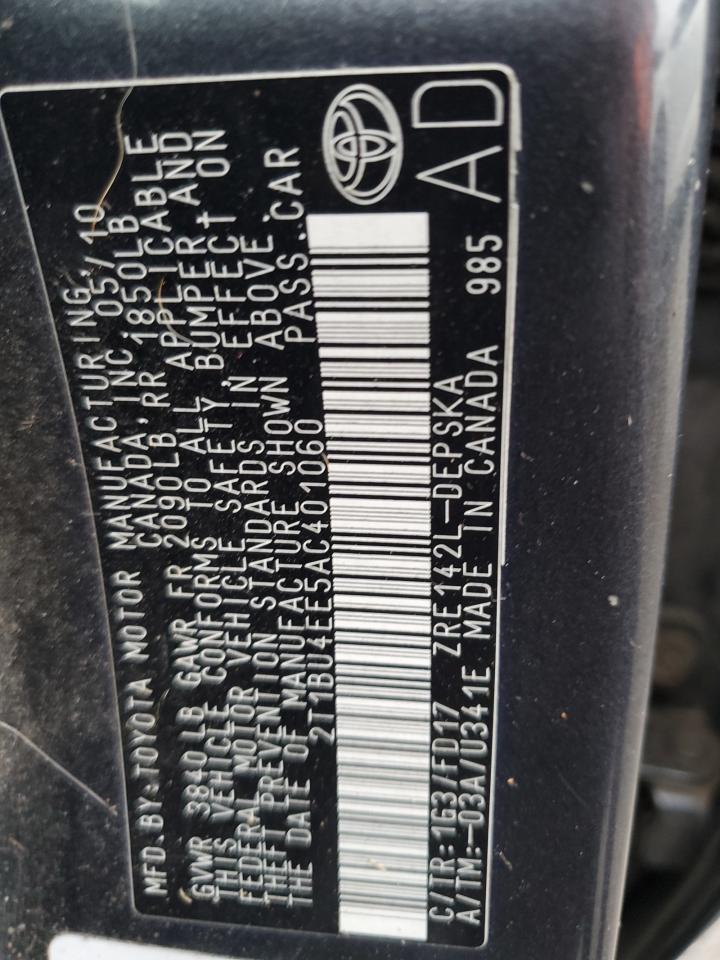 MFD.BY:TOYOTA MOTOR MANUFACTURING
CANADA, INC 05/10
GVWR 3840 LB GAWR FR 2090LB, RR 1850LB
THIS VEHICLE CONFORMS TO ALL APPLICABLE
FEDERAL MOTOR VEHICLE SAFETY, BUMPER, AND
THEFT PREVENTION STANDARDS IN EFFECT ON
THE DATE OF MANUFACTURE SHOWN ABOVE.
2T1BU4EE5AC401060 PASS.CAR
C/TR:1G3/FD17 ZRE142L-DEPSKA
A/TM:-03A/U341E MADE IN CANADA 985
AD